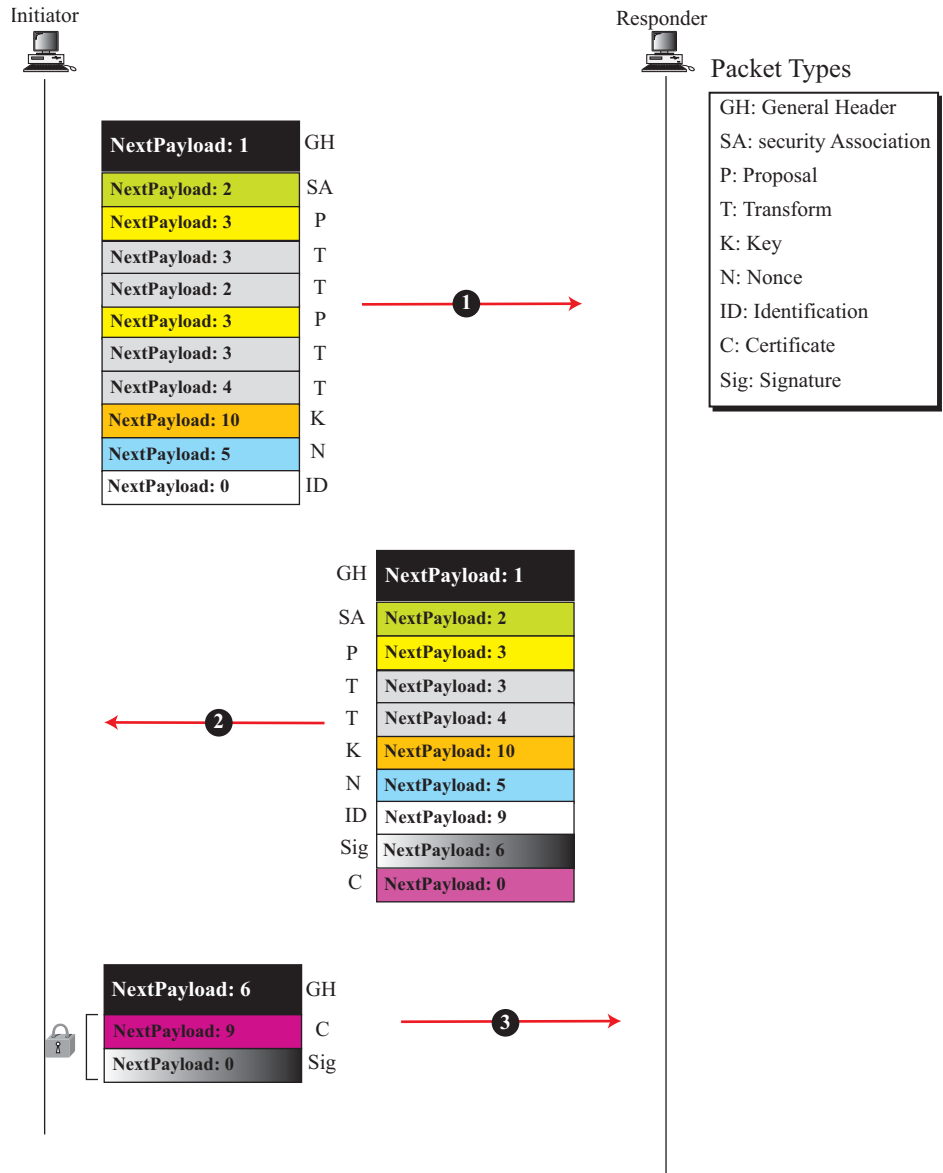 Initiator
Responder
Packet Types
GH: General Header
SA: security Association
P: Proposal
T: Transform
K: Key
N: Nonce
ID: Identification
C: Certificate
Sig: Signature
NextPayload: 1 GH
NextPayload: 2 SA
NextPayload: 3 P
NextPayload: 3 T
NextPayload: 2 T
NextPayload: 3 P
NextPayload: 3 T
NextPayload: 4 T
NextPayload: 10 K
NextPayload: 5 N
NextPayload: 0 ID
1
GH NextPayload: 1
SA NextPayload: 2
P NextPayload: 3
T NextPayload: 3
T NextPayload: 4
K NextPayload: 10
N NextPayload: 5
ID NextPayload: 9
Sig NextPayload: 6
C NextPayload: 0
2
NextPayload: 6 GH
NextPayload: 9 C
NextPayload: 0 Sig
3